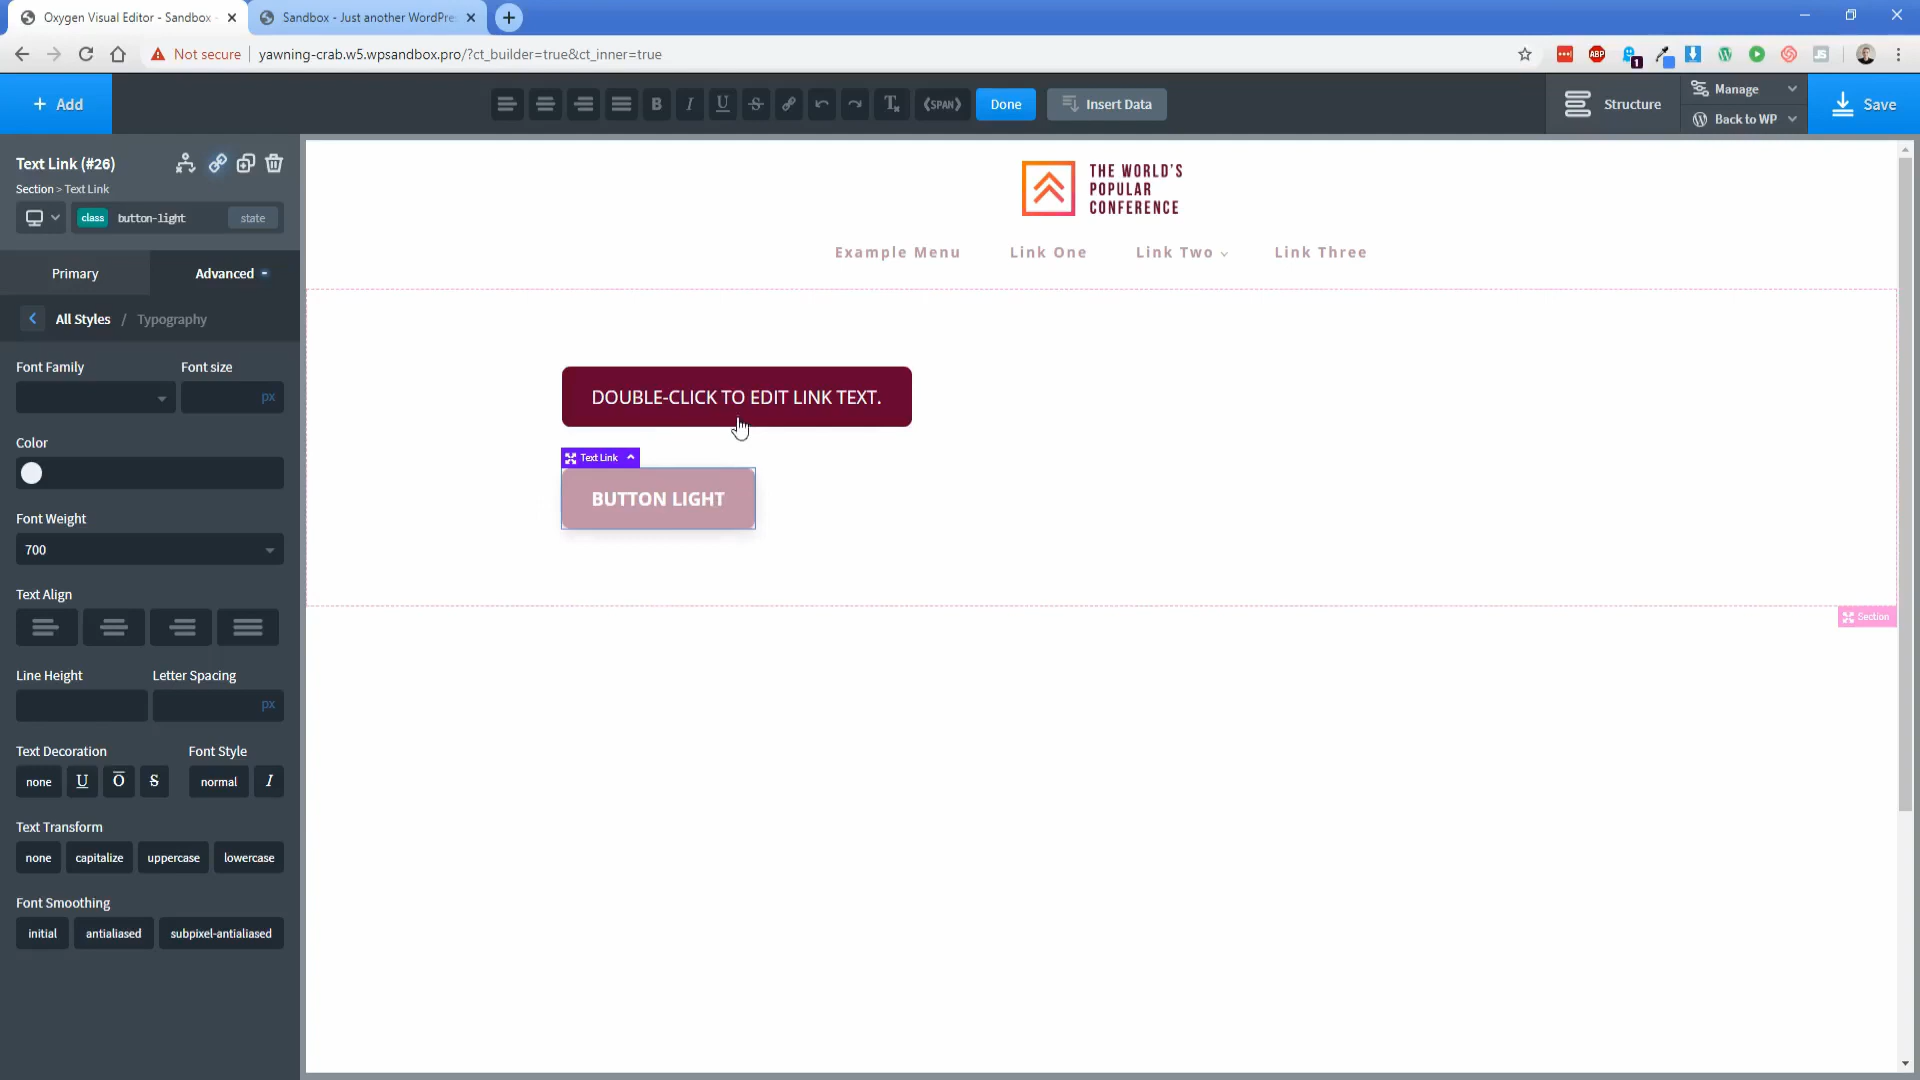 Oxygen Visual Editor - Sandbox -
Sandbox - Just another WordPre
Not secure
yawning-crab.w5.wpsandbox.pro/?ct_builder=true&ct_inner=true
ABP
1
JS
+ Add
B I U S
Tx
<SPAN>
Done
Insert Data
Structure
Manage
Back to WP
Save
Text Link (#26)
Section > Text Link
class button-light state
Primary
Advanced
All Styles / Typography
Font Family
Font size
px
Color
Font Weight
700
Text Align
Line Height
Letter Spacing
px
Text Decoration
Font Style
none U O S
normal I
Text Transform
none capitalize uppercase lowercase
Font Smoothing
initial antialiased subpixel-antialiased
THE WORLD'S
POPULAR
CONFERENCE
Example Menu Link One Link Two Link Three
DOUBLE-CLICK TO EDIT LINK TEXT.
Text Link
BUTTON LIGHT
Section